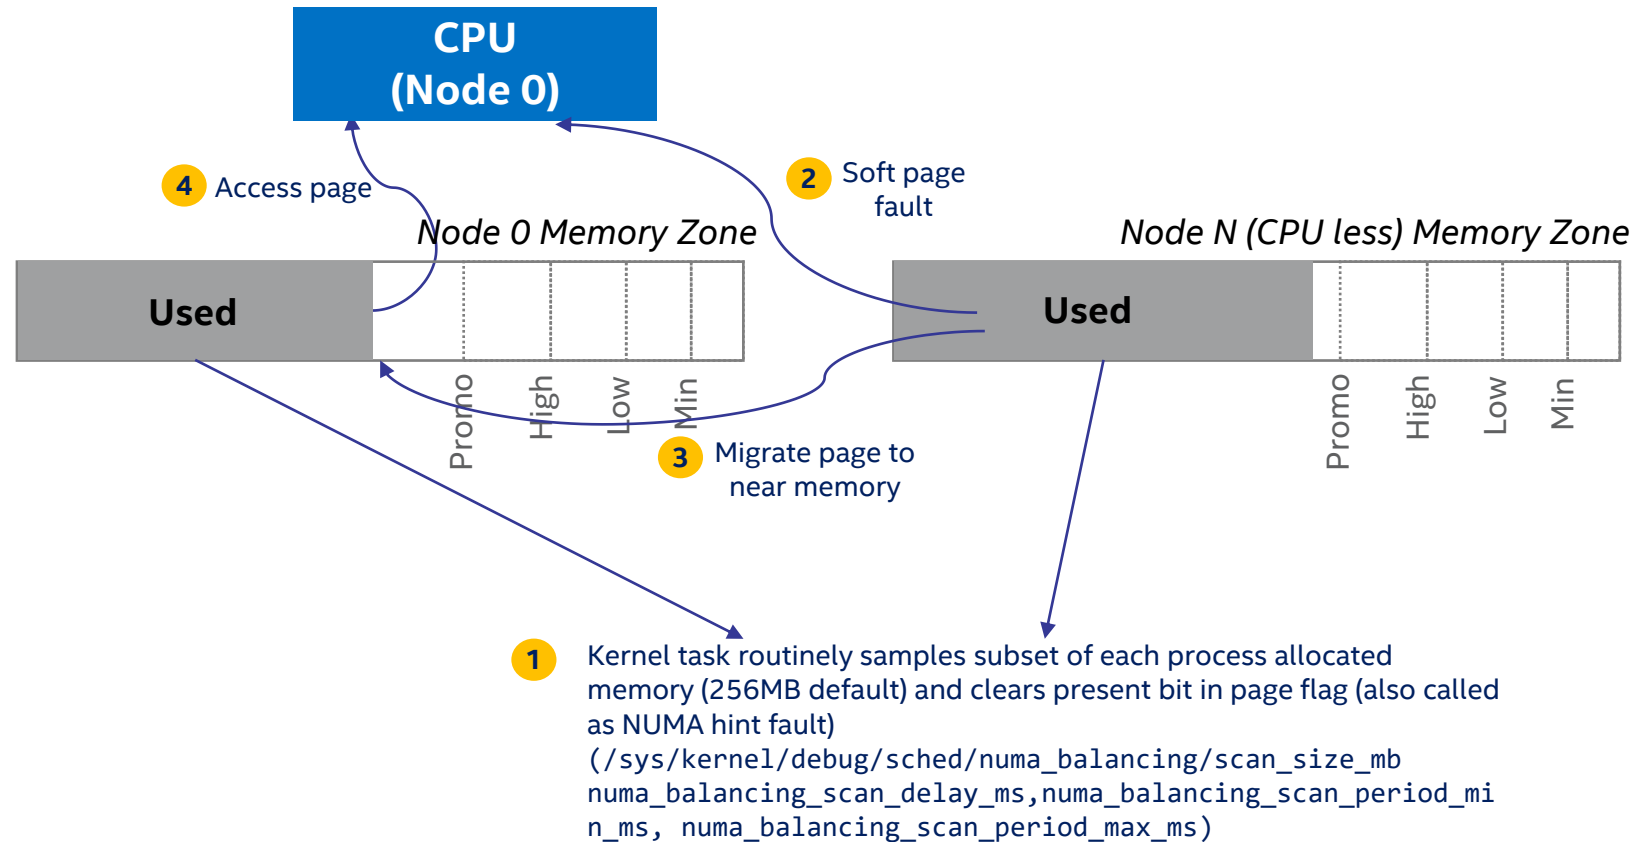 CPU
(Node 0)
4 Access page
2 Soft page
fault
Node 0 Memory Zone
Node N (CPU less) Memory Zone
Used
Used
Promo
High
Low
Min
Promo
High
Low
Min
3 Migrate page to
near memory
1 Kernel task routinely samples subset of each process allocated
memory (256MB default) and clears present bit in page flag (also called
as NUMA hint fault)
(/sys/kernel/debug/sched/numa_balancing/scan_size_mb
numa_balancing_scan_delay_ms,numa_balancing_scan_period_mi
n_ms, numa_balancing_scan_period_max_ms)